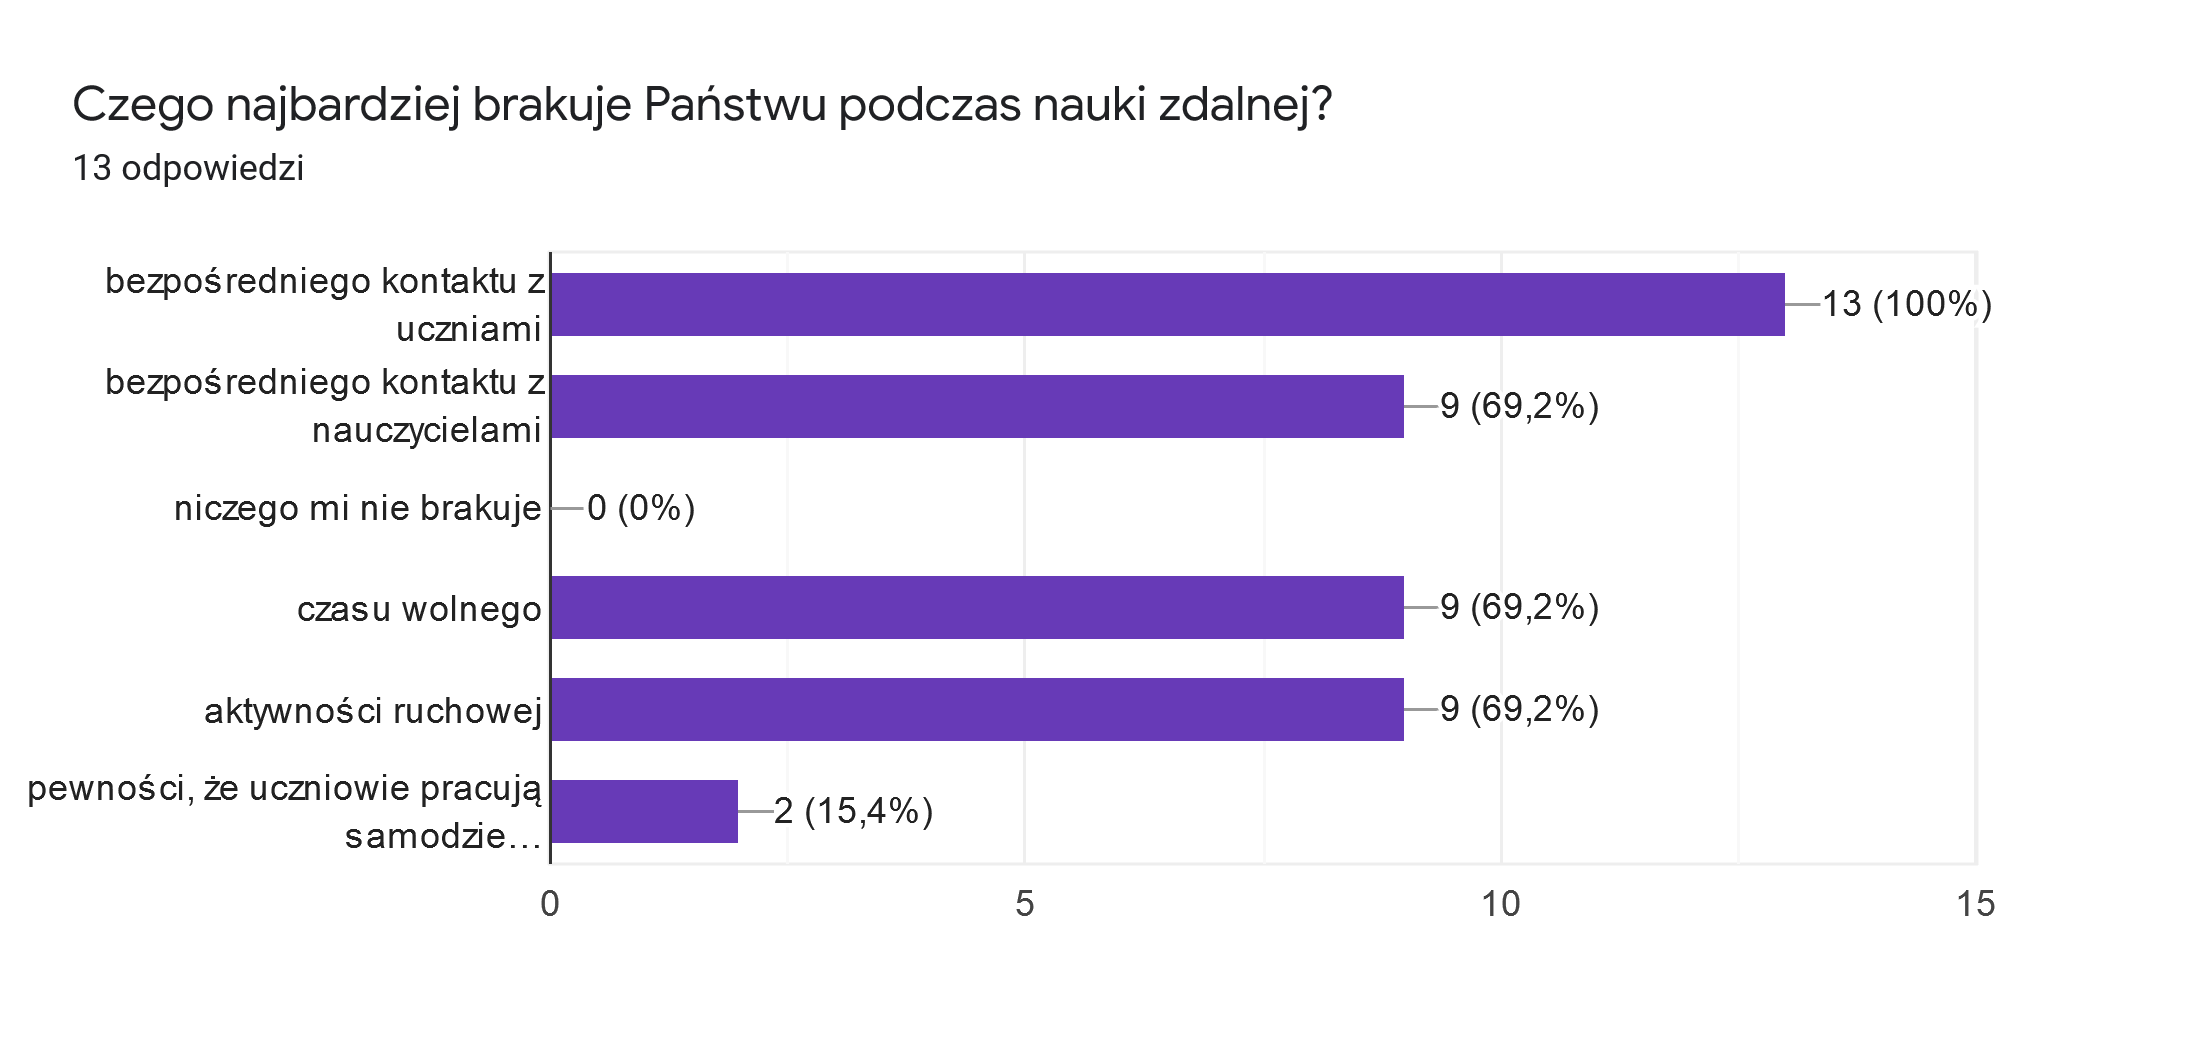 Czego najbardziej brakuje Państwu podczas nauki zdalnej?
13 odpowiedzi
bezpośredniego kontaktu z
uczniami
13 (100%)
bezpośredniego kontaktu z
nauczycielami
9 (69,2%)
niczego mi nie brakuje
0 (0%)
czasu wolnego
9 (69,2%)
aktywności ruchowej
9 (69,2%)
pewności, że uczniowie pracują
samodzie…
2 (15,4%)
0 5 10 15